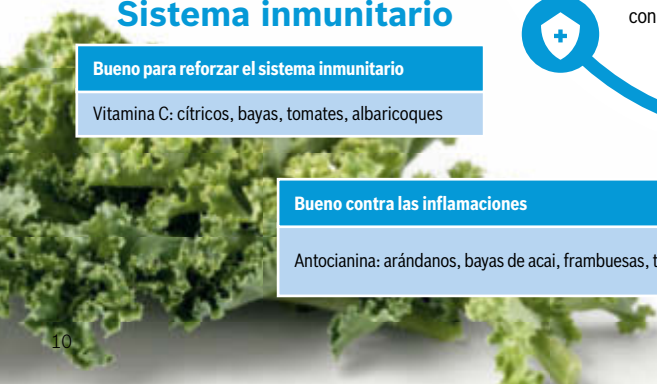 Sistema inmunitario
con
Bueno para reforzar el sistema inmunitario
Vitamina C: cítricos, bayas, tomates, albaricoques
Bueno contra las inflamaciones
Antocianina: arándanos, bayas de acai, frambuesas, t
10